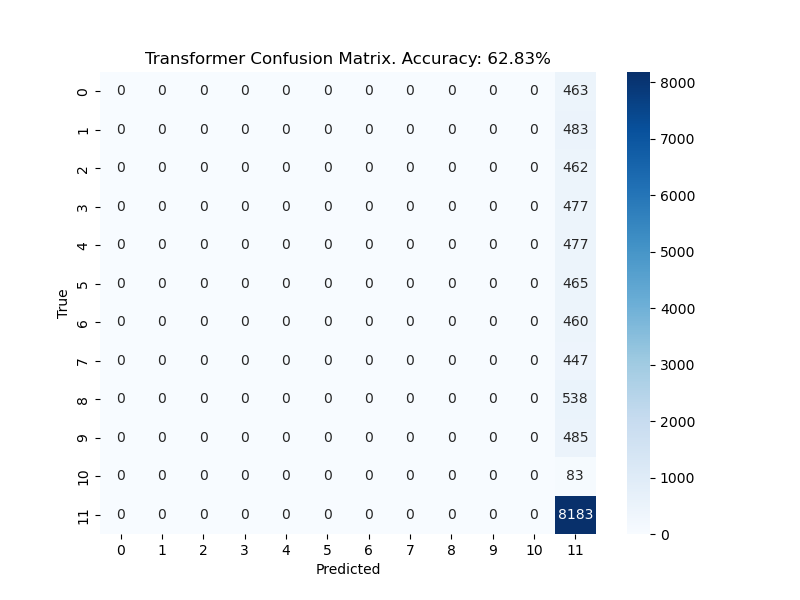 Transformer Confusion Matrix. Accuracy: 62.83%
0 0 0 0 0 0 0 0 0 0 0 0 463
1 0 0 0 0 0 0 0 0 0 0 0 483
2 0 0 0 0 0 0 0 0 0 0 0 462
3 0 0 0 0 0 0 0 0 0 0 0 477
4 0 0 0 0 0 0 0 0 0 0 0 477
5 0 0 0 0 0 0 0 0 0 0 0 465
6 0 0 0 0 0 0 0 0 0 0 0 460
7 0 0 0 0 0 0 0 0 0 0 0 447
8 0 0 0 0 0 0 0 0 0 0 0 538
9 0 0 0 0 0 0 0 0 0 0 0 485
10 0 0 0 0 0 0 0 0 0 0 0 83
11 0 0 0 0 0 0 0 0 0 0 0 8183
0 1 2 3 4 5 6 7 8 9 10 11
Predicted
True
8000
7000
6000
5000
4000
3000
2000
1000
0